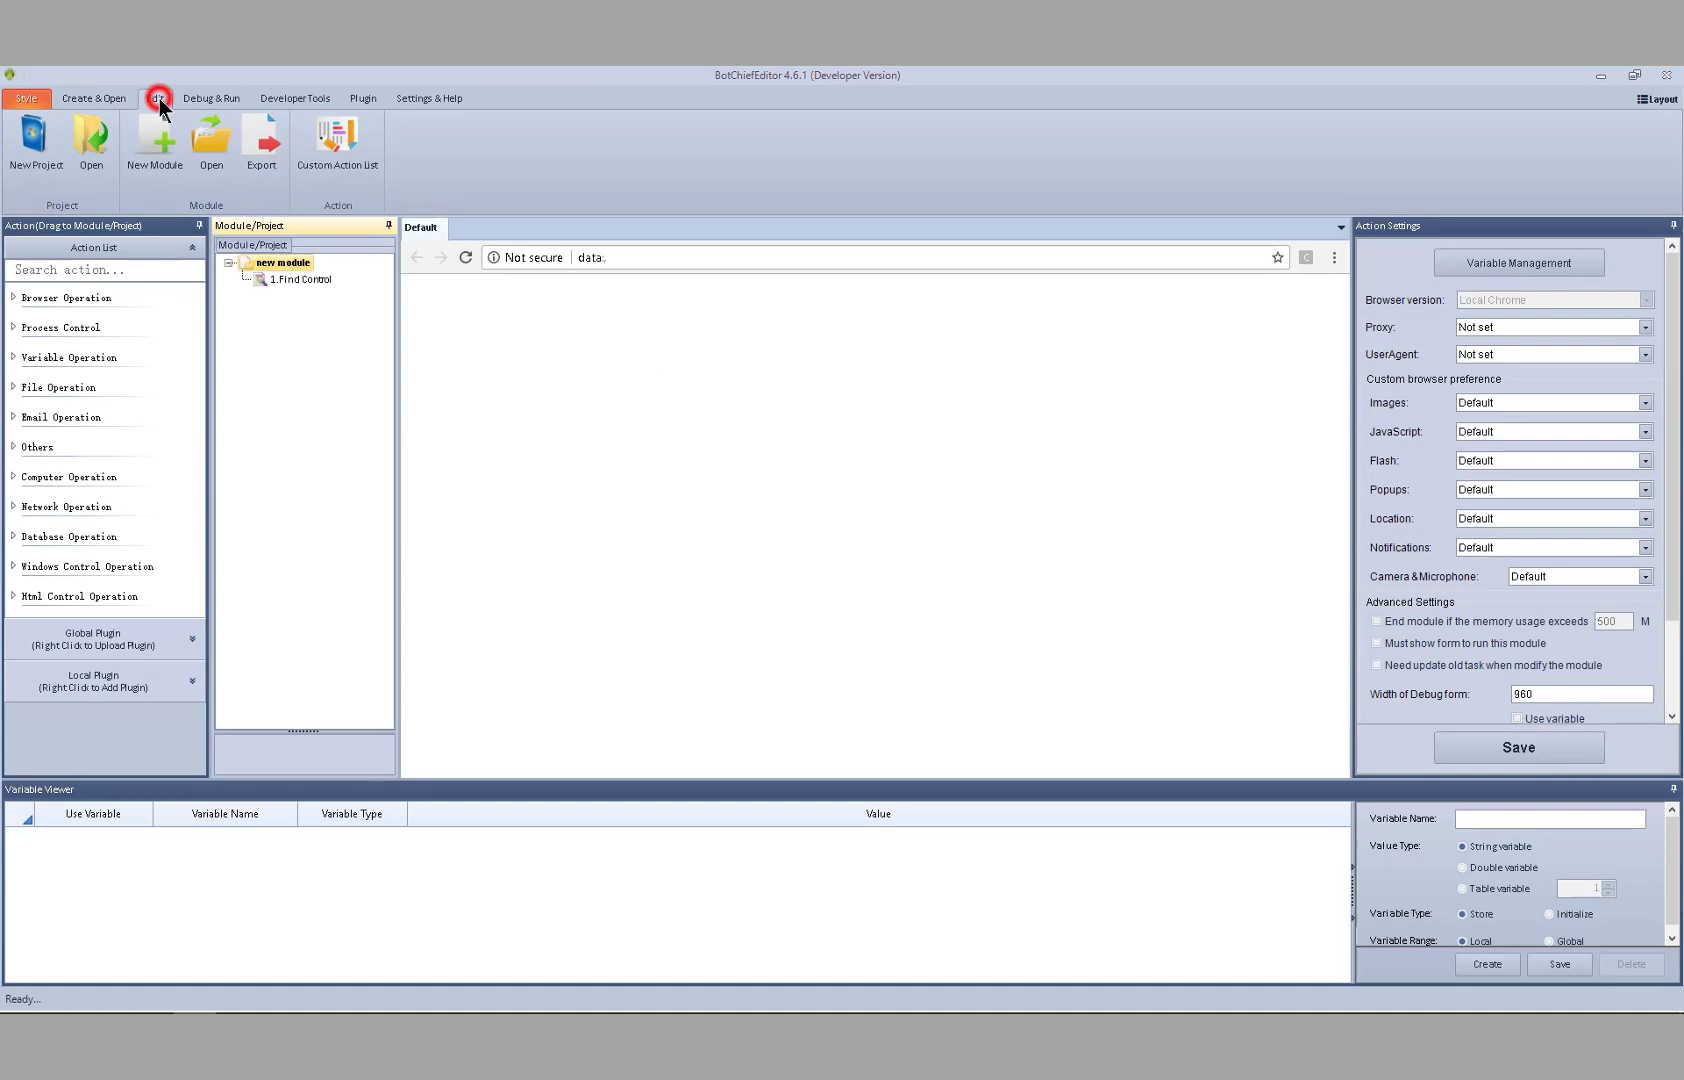 BotChiefEditor 4.6.1 (Developer Version)
Style Create & Open Debug & Run Developer Tools Plugin Settings & Help Layout
New Project Open New Module Open Export Custom Action List
Project Module Action
Action(Drag to Module/Project)
Action List
Search action...
Browser Operation
Process Control
Variable Operation
File Operation
Email Operation
Others
Computer Operation
Network Operation
Database Operation
Windows Control Operation
Html Control Operation
Global Plugin
(Right Click to Upload Plugin)
Local Plugin
(Right Click to Add Plugin)
Module/Project
Module/Project
new module
1.Find Control
Default
Not secure data:,
Action Settings
Variable Management
Browser version: Local Chrome
Proxy: Not set
UserAgent: Not set
Custom browser preference
Images: Default
JavaScript: Default
Flash: Default
Popups: Default
Location: Default
Notifications: Default
Camera&Microphone: Default
Advanced Settings
End module if the memory usage exceeds 500 M
Must show form to run this module
Need update old task when modify the module
Width of Debug form: 960
Use variable
Save
Variable Viewer
Use Variable Variable Name Variable Type Value
Variable Name:
Value Type: String variable
Double variable
Table variable 1
Variable Type: Store Initialize
Variable Range: Local Global
Create Save Delete
Ready...